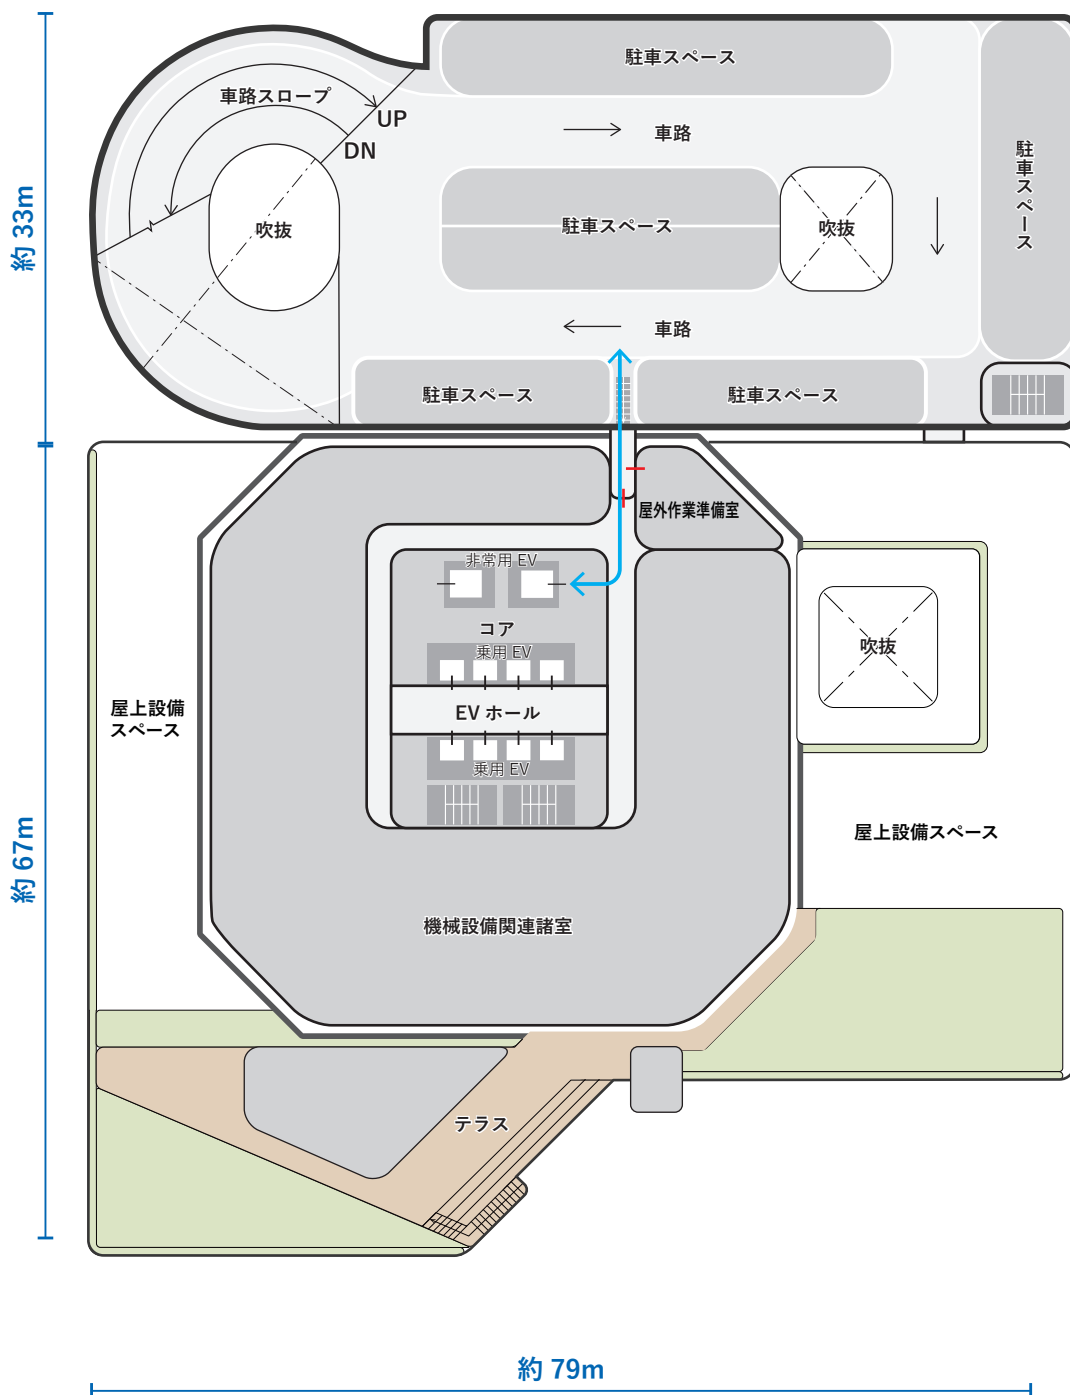 駐車スペース
車路スロープ
UP
DN
車路
駐車スペース
約 33m
吹抜
駐車スペース
吹抜
車路
駐車スペース
駐車スペース
屋外作業準備室
非常用 EV
コア
乗用 EV
吹抜
屋上設備
スペース
EV ホール
乗用 EV
屋上設備スペース
約 67m
機械設備関連諸室
テラス
約 79m